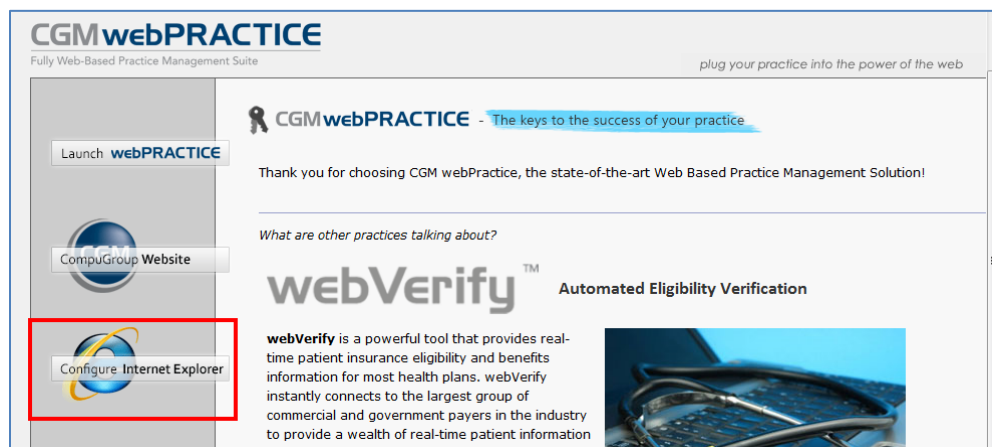 CGM webPRACTICE
Fully Web-Based Practice Management Suite
plug your practice into the power of the web
CGM webPRACTICE - The keys to the success of your practice
Launch webPRACTICE
Thank you for choosing CGM webPractice, the state-of-the-art Web Based Practice Management Solution!
What are other practices talking about?
CGM
CompuGroup Website
webVerify™
Automated Eligibility Verification
Configure Internet Explorer
webVerify is a powerful tool that provides real-
time patient insurance eligibility and benefits
information for most health plans. webVerify
instantly connects to the largest group of
commercial and government payers in the industry
to provide a wealth of real-time patient information